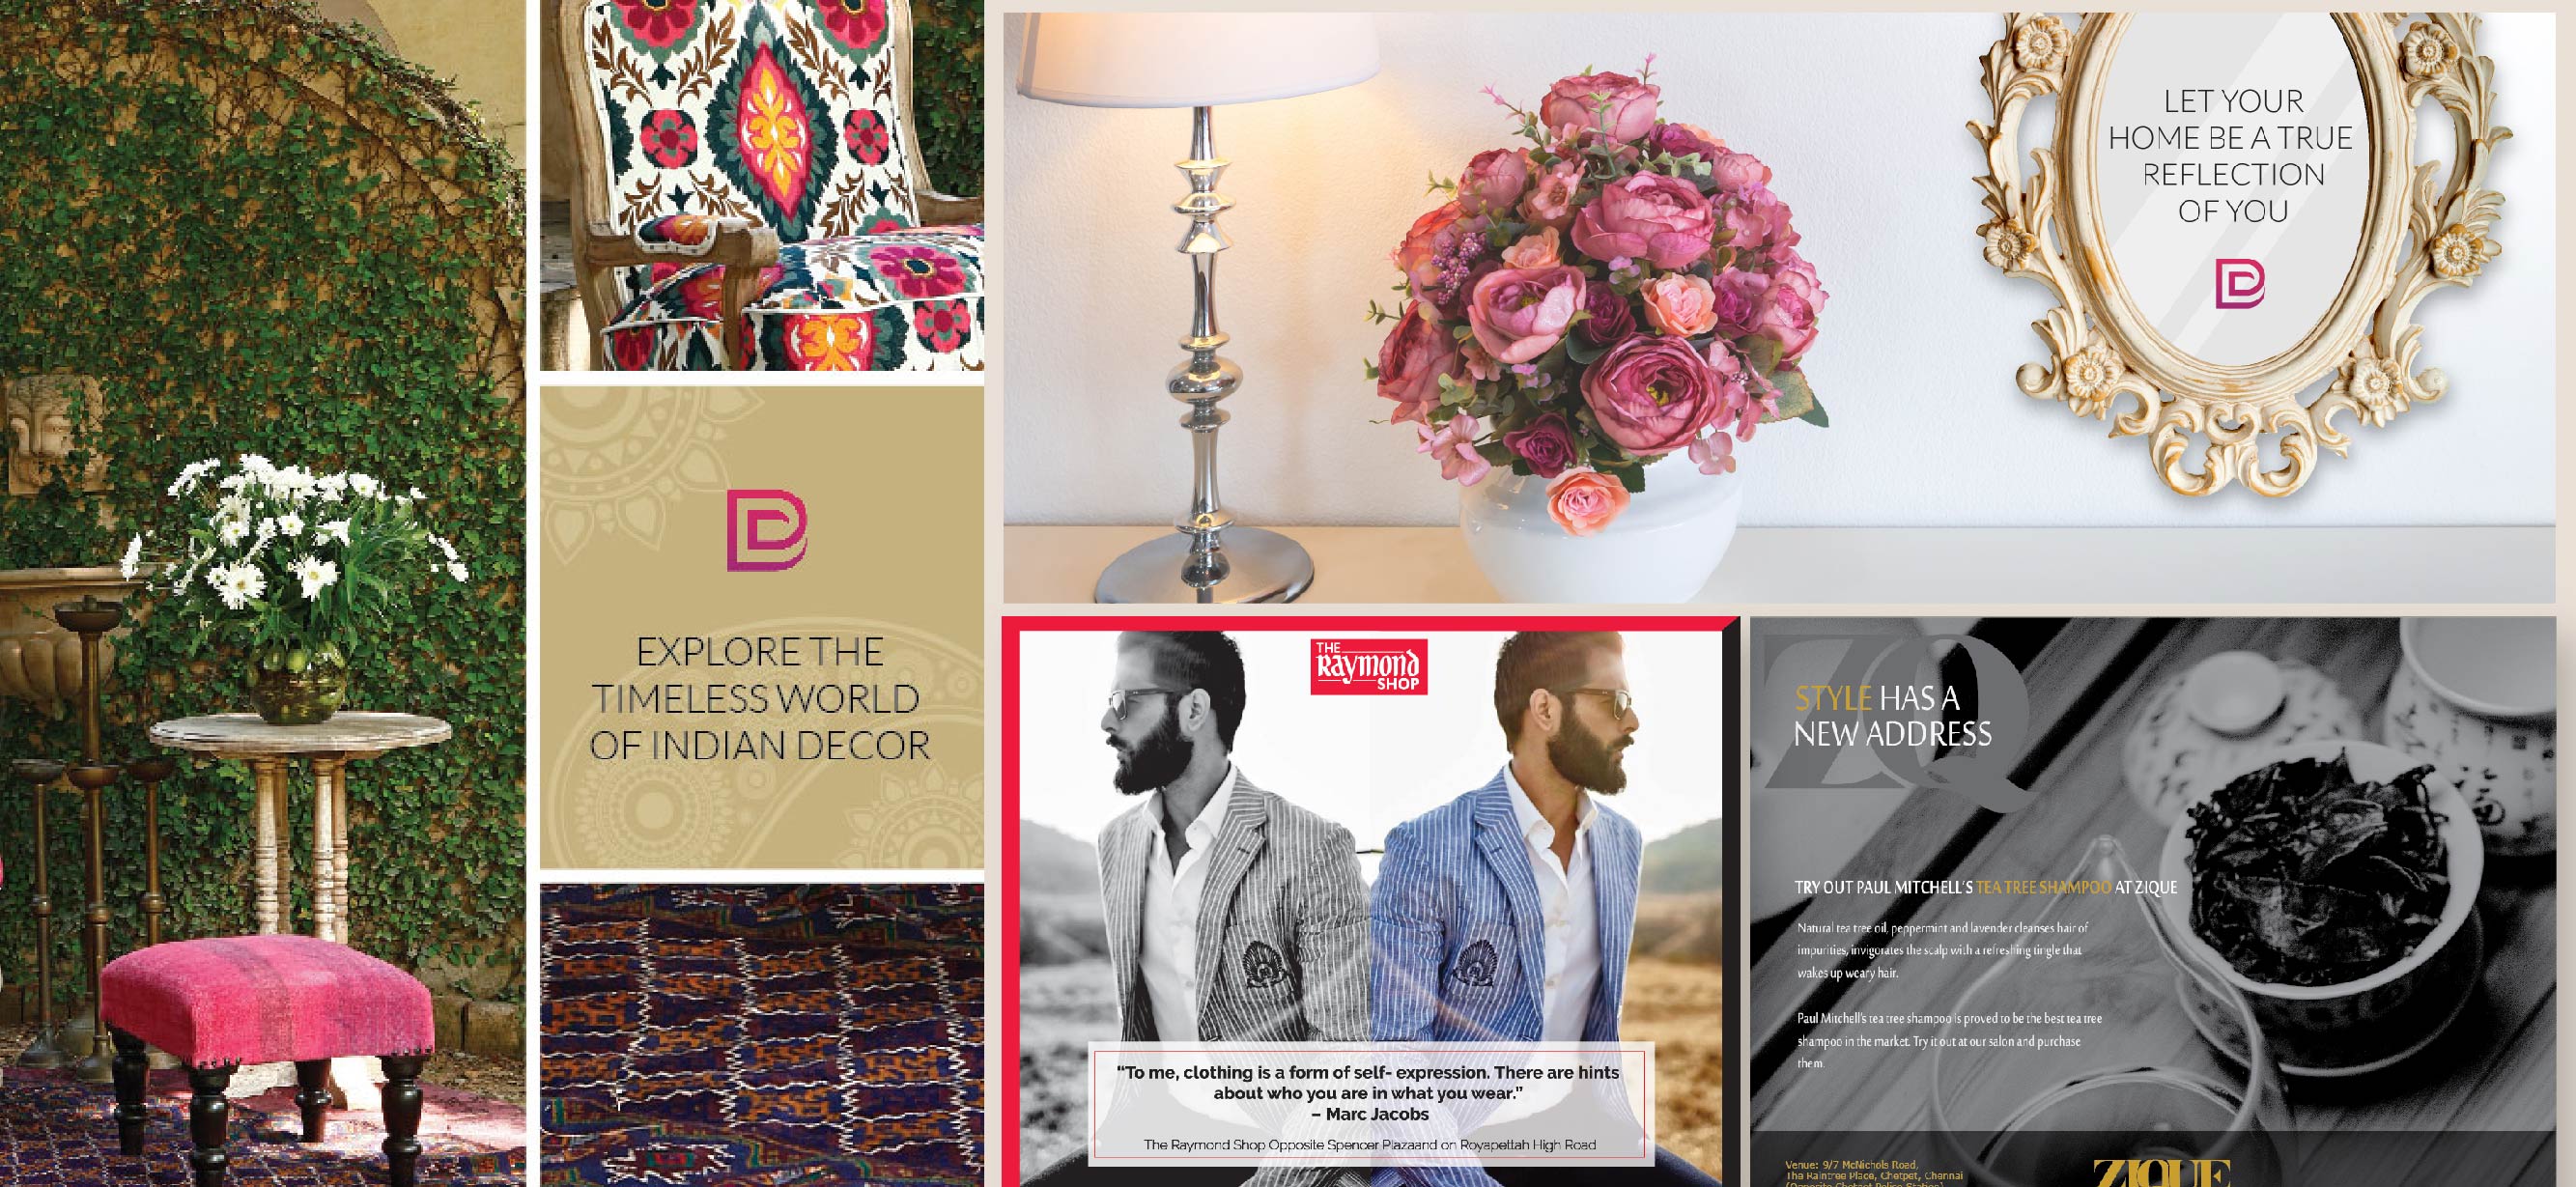 EXPLORE THE
TIMELESS WORLD
OF INDIAN DECOR
LET YOUR
HOME BE A TRUE
REFLECTION
OF YOU
THE
Raymond
SHOP
“To me, clothing is a form of self- expression. There are hints
about who you are in what you wear.”
– Marc Jacobs
The Raymond Shop Opposite Spencer Plazaand on Royapettah High Road
ZQ
STYLE HAS A
NEW ADDRESS
TRY OUT PAUL MITCHELL'S TEA TREE SHAMPOO AT ZIQUE
Natural tea tree oil, peppermint and lavender cleanses hair of
impurities, invigorates the scalp with a refreshing tingle that
wakes up weary hair.
Paul Mitchell's tea tree shampoo is proved to be the best tea tree
shampoo in the market. Try it out at our salon and purchase
them.
Venue: 9/7 McNichols Road,
The Raintree Place, Chetpet, Chennai
(Opposite Chetpet Police Station)
ZIQUE